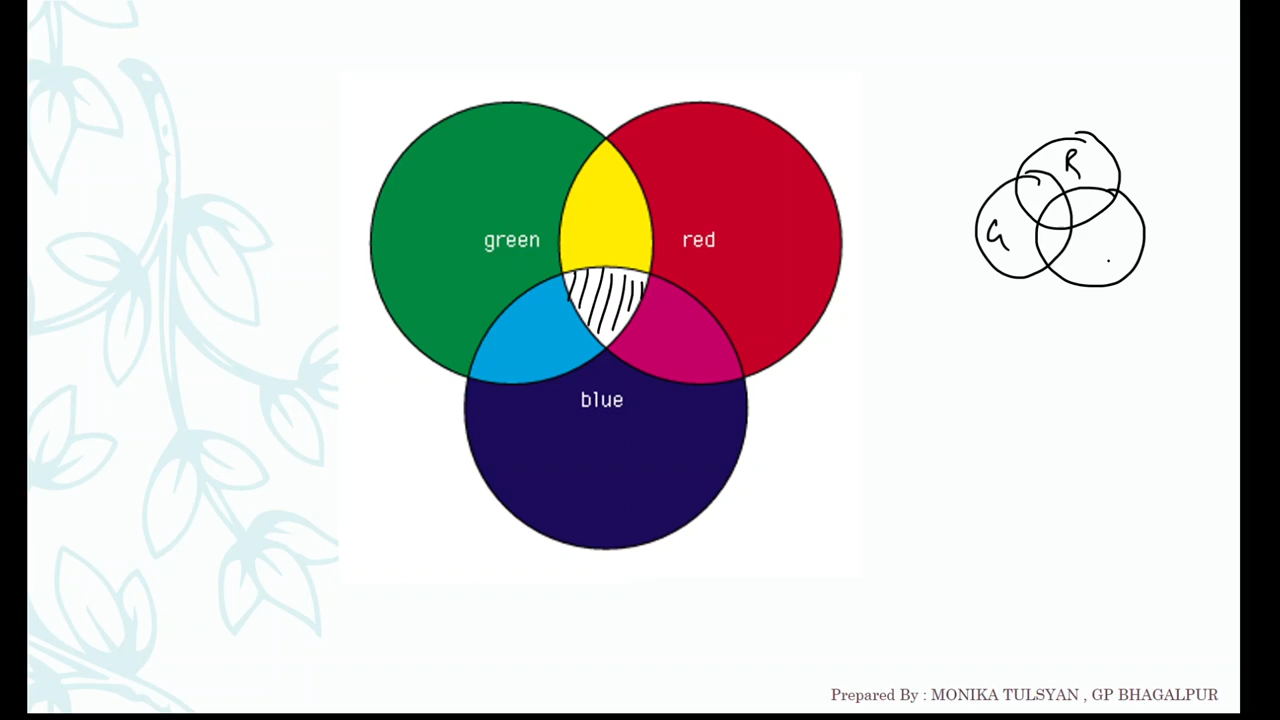 green
red
blue
R
G
Prepared By : MONIKA TULSYAN , GP BHAGALPUR